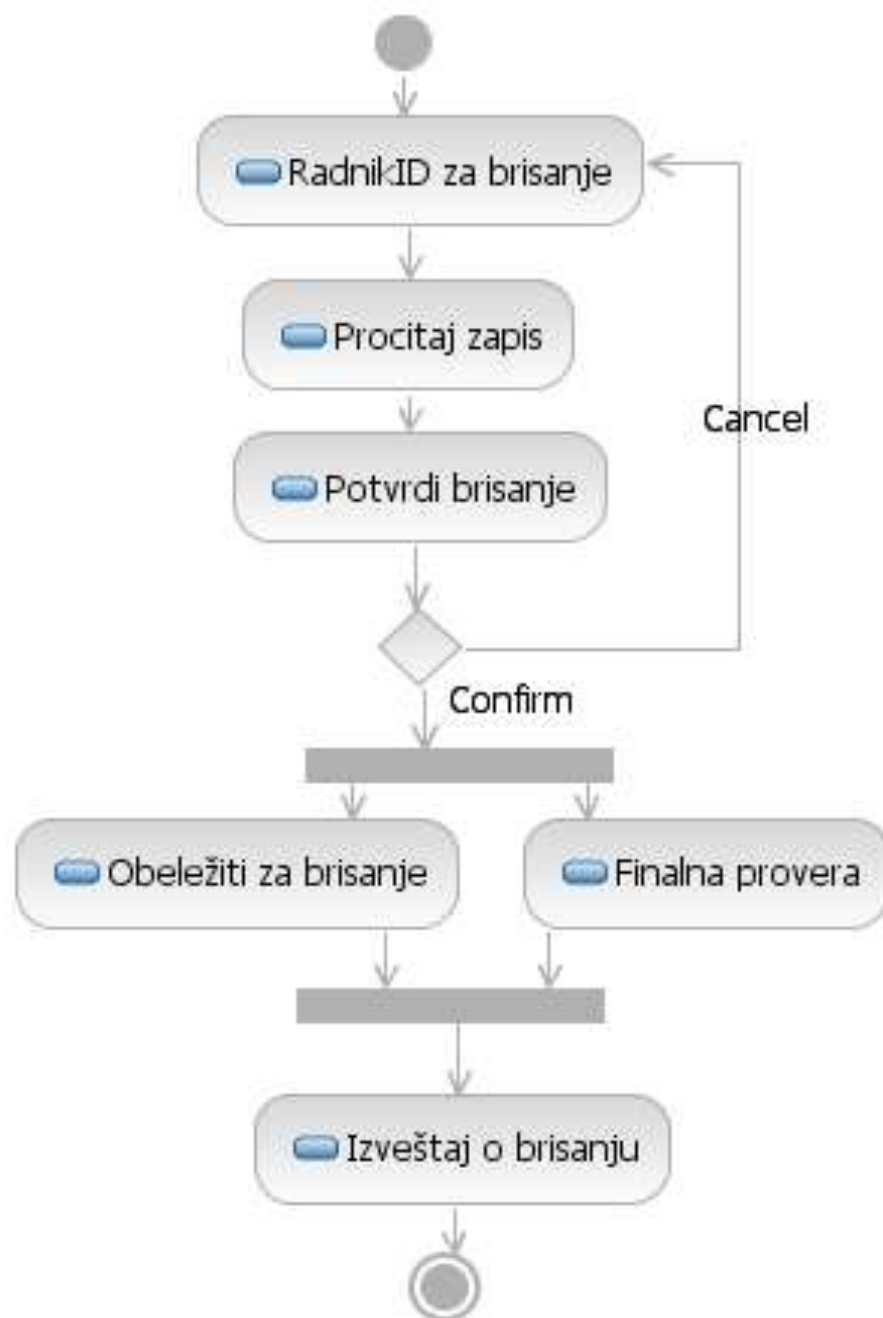 RadnikID za brisanje
Procitaj zapis
Cancel
Potvrdi brisanje
Confirm
Obeležiti za brisanje
Finalna provera
Izveštaj o brisanju